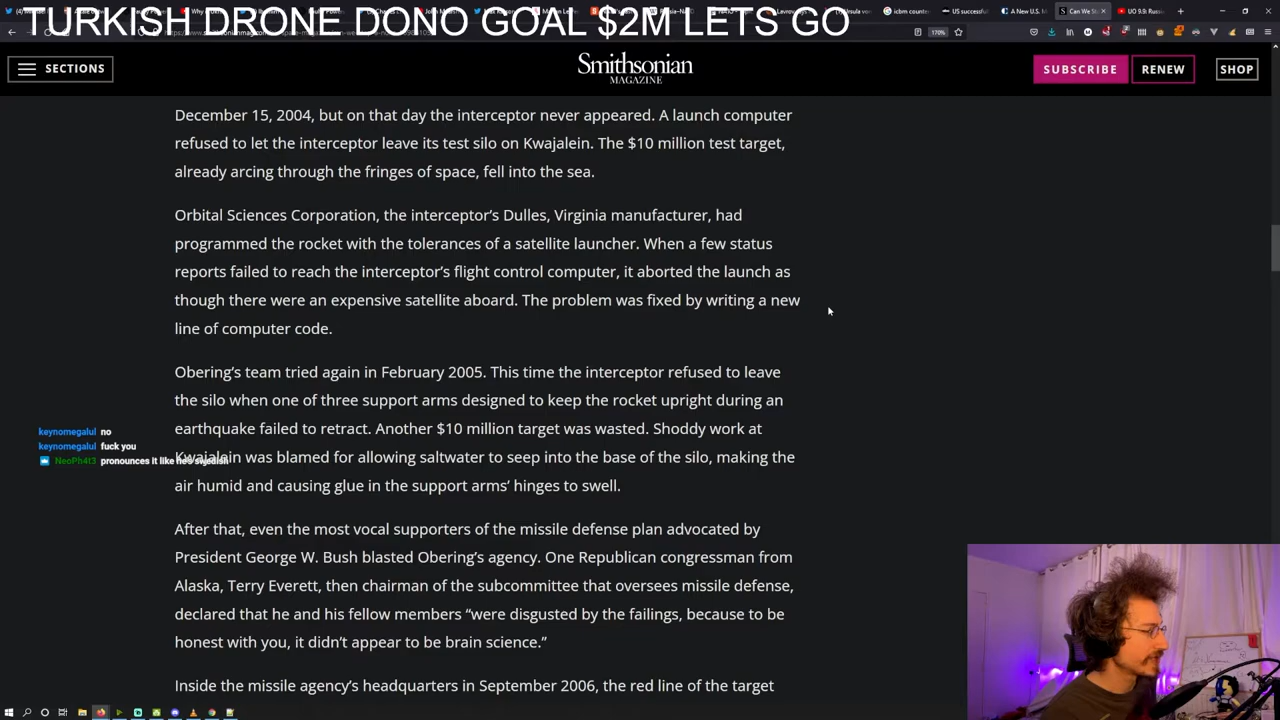 TURKISH DRONE DONO GOAL $2M LETS GO
170%
SECTIONS
Smithsonian
MAGAZINE
SUBSCRIBE
RENEW
SHOP
December 15, 2004, but on that day the interceptor never appeared. A launch computer
refused to let the interceptor leave its test silo on Kwajalein. The $10 million test target,
already arcing through the fringes of space, fell into the sea.
Orbital Sciences Corporation, the interceptor’s Dulles, Virginia manufacturer, had
programmed the rocket with the tolerances of a satellite launcher. When a few status
reports failed to reach the interceptor’s flight control computer, it aborted the launch as
though there were an expensive satellite aboard. The problem was fixed by writing a new
line of computer code.
Obering’s team tried again in February 2005. This time the interceptor refused to leave
the silo when one of three support arms designed to keep the rocket upright during an
earthquake failed to retract. Another $10 million target was wasted. Shoddy work at
Kwajalein was blamed for allowing saltwater to seep into the base of the silo, making the
air humid and causing glue in the support arms’ hinges to swell.
After that, even the most vocal supporters of the missile defense plan advocated by
President George W. Bush blasted Obering’s agency. One Republican congressman from
Alaska, Terry Everett, then chairman of the subcommittee that oversees missile defense,
declared that he and his fellow members “were disgusted by the failings, because to be
honest with you, it didn’t appear to be brain science.”
Inside the missile agency’s headquarters in September 2006, the red line of the target
keynomegalul no
keynomegalul fuck you
NeoPh4t3 pronounces it like he's swedish